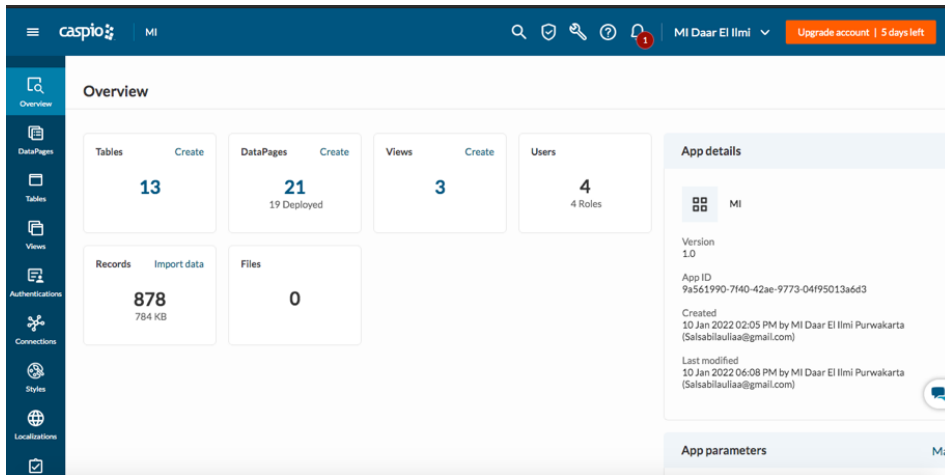 caspio MI
1
MI Daar El Ilmi
Upgrade account | 5 days left
Overview
DataPages
Tables
Views
Authentications
Connections
Styles
Localizations
Overview
Tables Create
13
DataPages Create
21
19 Deployed
Views Create
3
Users
4
4 Roles
Records Import data
878
784 KB
Files
0
App details
MI
Version
1.0
App ID
9a561990-7f40-42ae-9773-04f95013a6d3
Created
10 Jan 2022 02:05 PM by MI Daar El Ilmi Purwakarta
(Salsabilauliaa@gmail.com)
Last modified
10 Jan 2022 06:08 PM by MI Daar El Ilmi Purwakarta
(Salsabilauliaa@gmail.com)
App parameters